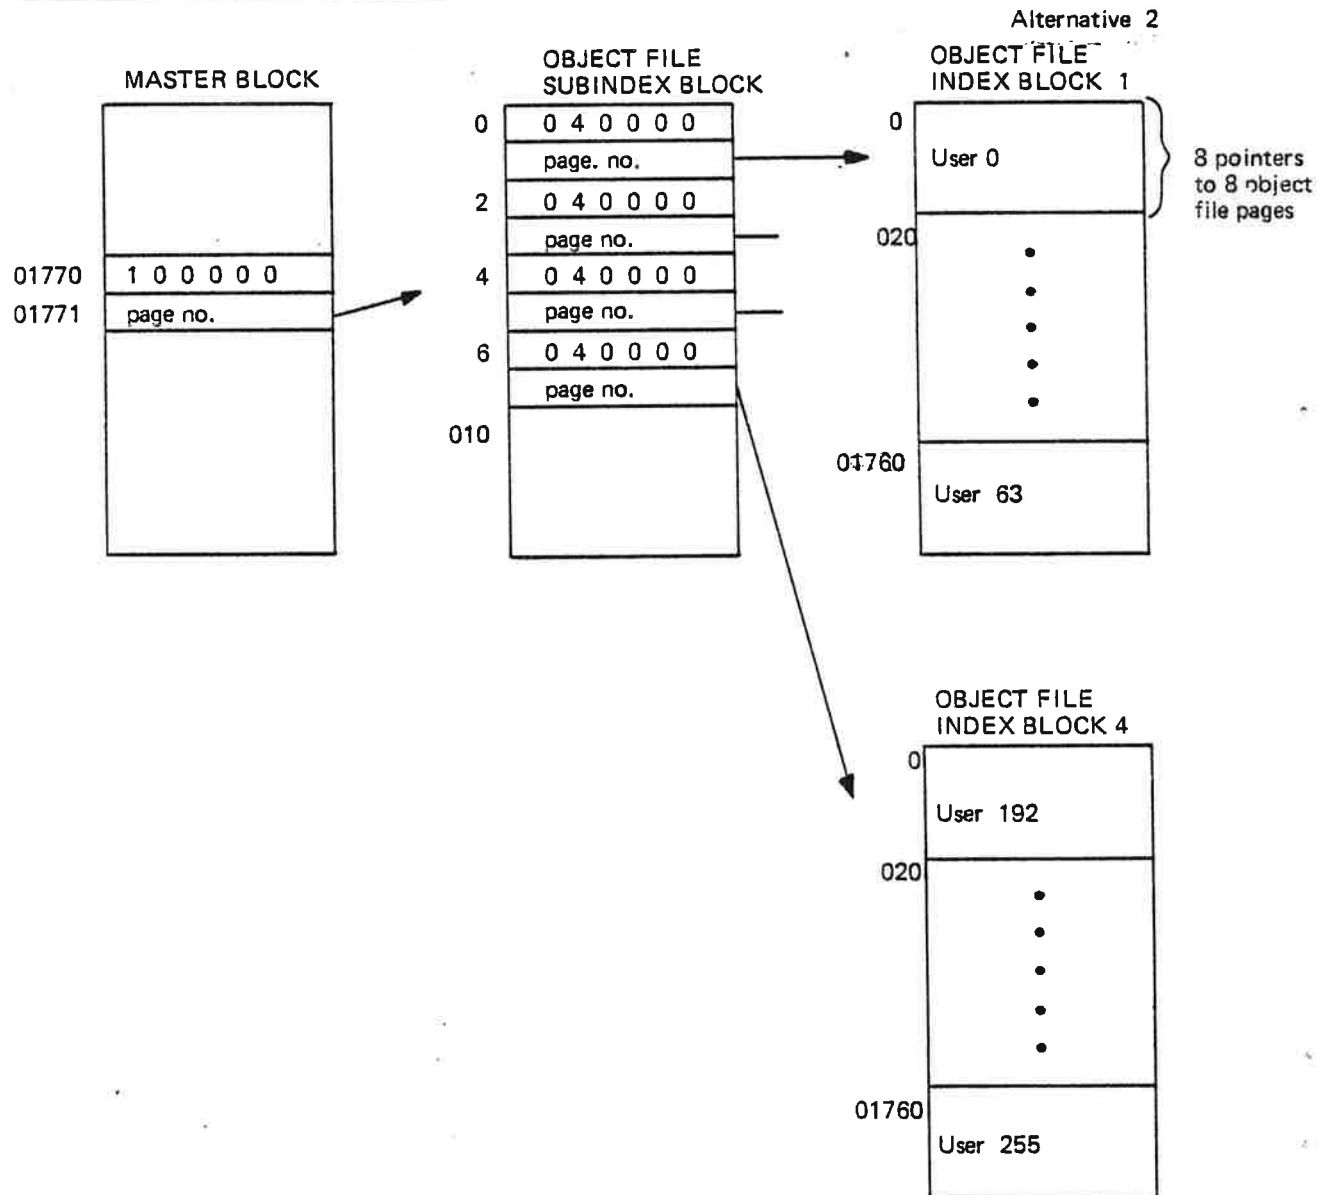 Alternative 2
MASTER BLOCK
01770
1 0 0 0 0 0
01771
page no.
OBJECT FILE
SUBINDEX BLOCK
0
0 4 0 0 0 0
page. no.
2
0 4 0 0 0 0
page no.
4
0 4 0 0 0 0
page no.
6
0 4 0 0 0 0
page no.
010
OBJECT FILE
INDEX BLOCK 1
0
User 0
8 pointers
to 8 object
file pages
020
01760
User 63
OBJECT FILE
INDEX BLOCK 4
0
User 192
020
01760
User 255